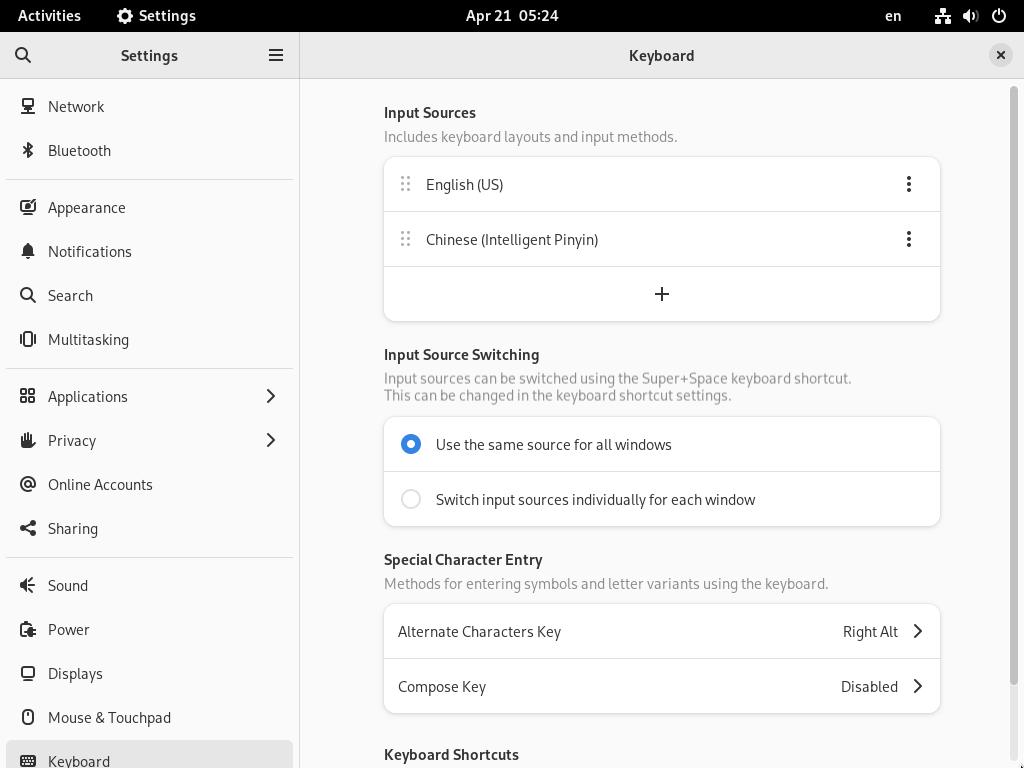 Activities
Settings
Apr 21 05:24
en
Settings
Keyboard
Network
Bluetooth
Appearance
Notifications
Search
Multitasking
Applications
Privacy
Online Accounts
Sharing
Sound
Power
Displays
Mouse & Touchpad
Keyboard
Input Sources
Includes keyboard layouts and input methods.
English (US)
Chinese (Intelligent Pinyin)
Input Source Switching
Input sources can be switched using the Super+Space keyboard shortcut.
This can be changed in the keyboard shortcut settings.
Use the same source for all windows
Switch input sources individually for each window
Special Character Entry
Methods for entering symbols and letter variants using the keyboard.
Alternate Characters Key Right Alt
Compose Key Disabled
Keyboard Shortcuts